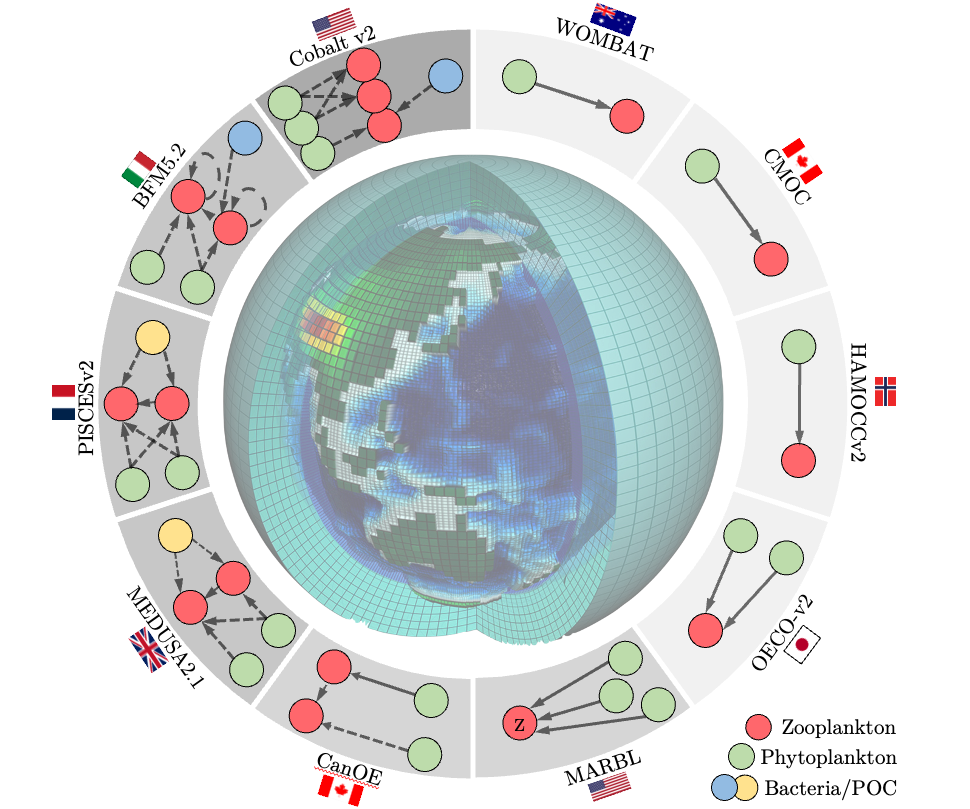 Cobalt v2
WOMBAT
CMOC
HAMOCCv2
OECO-v2
MARBL
CanOE
MEDUSA2.1
PISCESv2
BFM5.2
Z
Zooplankton
Phytoplankton
Bacteria/POC